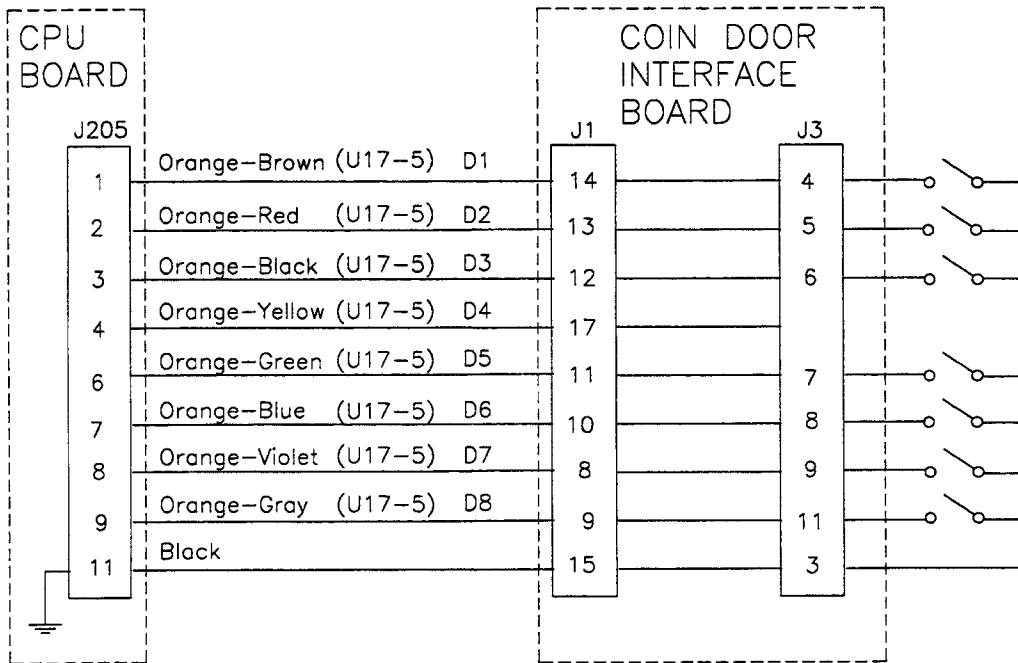 CPU
BOARD
COIN DOOR
INTERFACE
BOARD
J205
J1
J3
1 Orange-Brown (U17-5) D1 14 4
2 Orange-Red (U17-5) D2 13 5
3 Orange-Black (U17-5) D3 12 6
4 Orange-Yellow (U17-5) D4 17
6 Orange-Green (U17-5) D5 11 7
7 Orange-Blue (U17-5) D6 10 8
8 Orange-Violet (U17-5) D7 8 9
9 Orange-Gray (U17-5) D8 9 11
11 Black 15 3